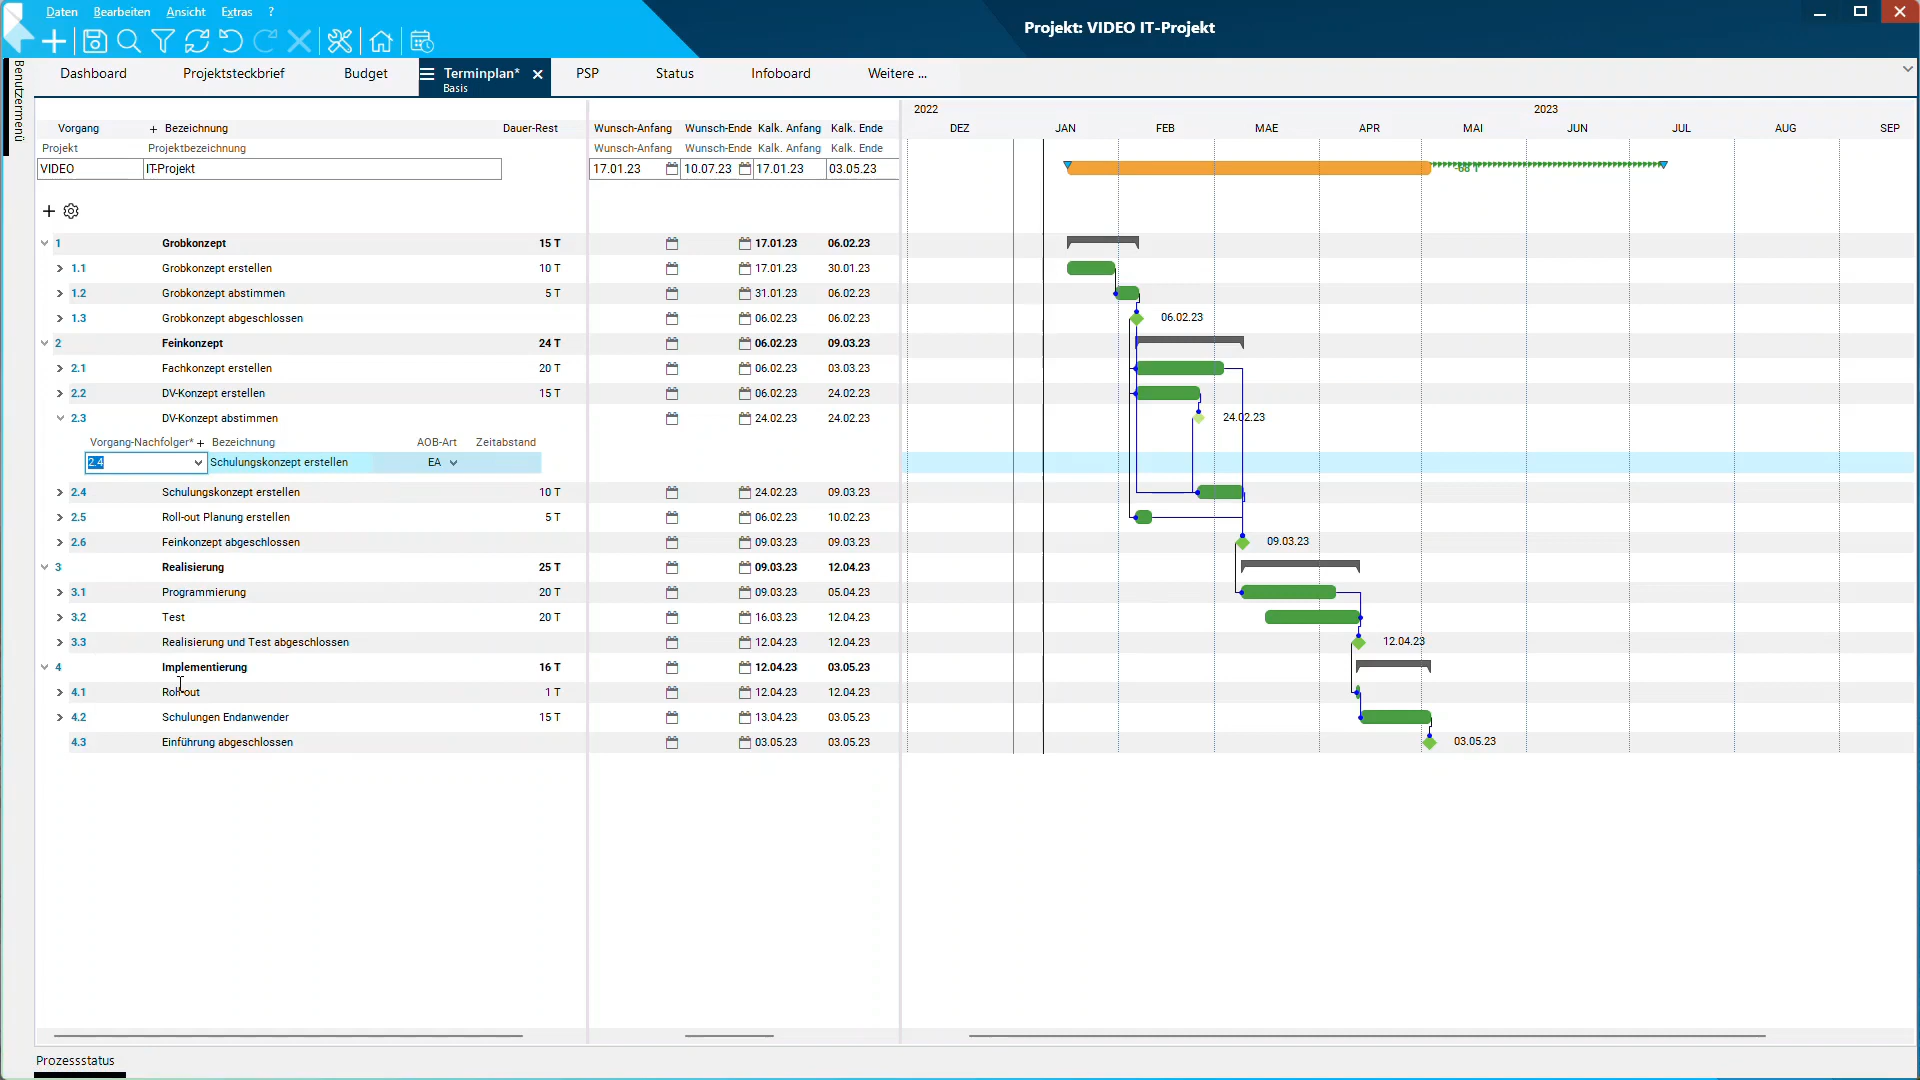 Daten Bearbeiten Ansicht Extras ?
Projekt: VIDEO IT-Projekt
Benutzermenü
Dashboard Projektsteckbrief Budget Terminplan* Basis PSP Status Infoboard Weitere ...
2022 2023
Vorgang Bezeichnung Dauer-Rest Wunsch-Anfang Wunsch-Ende Kalk. Anfang Kalk. Ende DEZ JAN FEB MAE APR MAI JUN JUL AUG SEP
Projekt Projektbezeichnung Wunsch-Anfang Wunsch-Ende Kalk. Anfang Kalk. Ende
VIDEO IT-Projekt 17.01.23 10.07.23 17.01.23 03.05.23 -68 T
1 Grobkonzept 15 T 17.01.23 06.02.23
1.1 Grobkonzept erstellen 10 T 17.01.23 30.01.23
1.2 Grobkonzept abstimmen 5 T 31.01.23 06.02.23
1.3 Grobkonzept abgeschlossen 06.02.23 06.02.23 06.02.23
2 Feinkonzept 24 T 06.02.23 09.03.23
2.1 Fachkonzept erstellen 20 T 06.02.23 03.03.23
2.2 DV-Konzept erstellen 15 T 06.02.23 24.02.23
2.3 DV-Konzept abstimmen 24.02.23 24.02.23 24.02.23
Vorgang-Nachfolger* Bezeichnung AOB-Art Zeitabstand
2.4 Schulungskonzept erstellen EA
2.4 Schulungskonzept erstellen 10 T 24.02.23 09.03.23
2.5 Roll-out Planung erstellen 5 T 06.02.23 10.02.23
2.6 Feinkonzept abgeschlossen 09.03.23 09.03.23 09.03.23
3 Realisierung 25 T 09.03.23 12.04.23
3.1 Programmierung 20 T 09.03.23 05.04.23
3.2 Test 20 T 16.03.23 12.04.23
3.3 Realisierung und Test abgeschlossen 12.04.23 12.04.23 12.04.23
4 Implementierung 16 T 12.04.23 03.05.23
4.1 Roll-out 1 T 12.04.23 12.04.23
4.2 Schulungen Endanwender 15 T 13.04.23 03.05.23
4.3 Einführung abgeschlossen 03.05.23 03.05.23 03.05.23
Prozessstatus